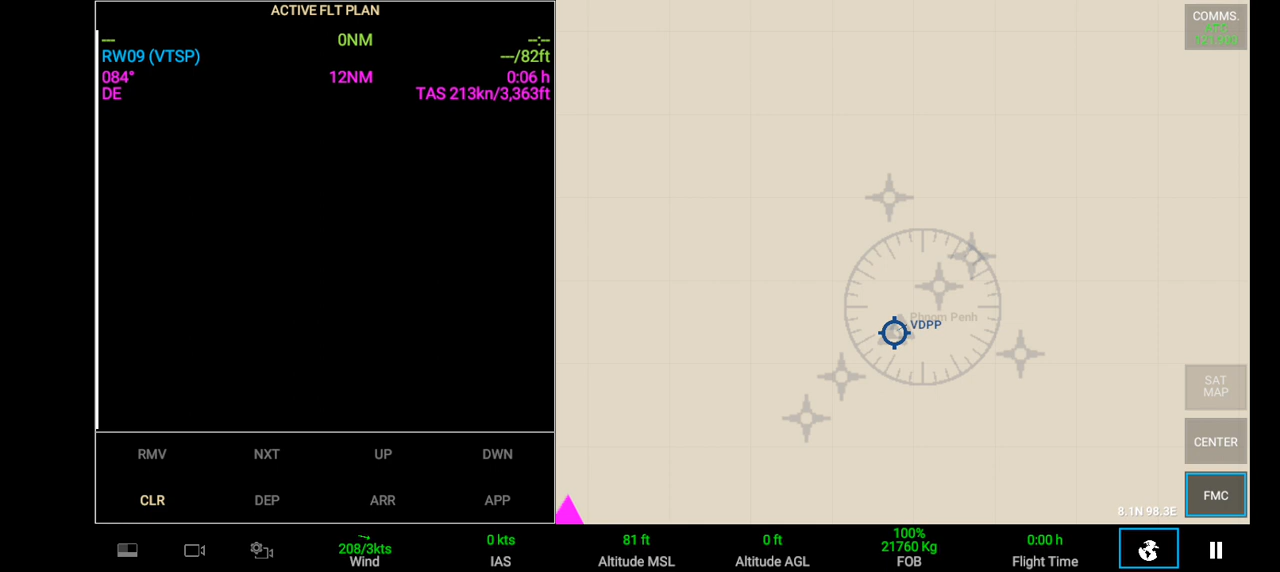 ACTIVE FLT PLAN
--- 0NM --:--
RW09 (VTSP) ---/82ft
084° 12NM 0:06 h
DE TAS 213kn/3,363ft
RMV NXT UP DWN
CLR DEP ARR APP
COMMS.
Phnom Penh
VDPP
SAT
MAP
CENTER
FMC
8.1N 98.3E
208/3kts
Wind
0 kts
IAS
81 ft
Altitude MSL
0 ft
Altitude AGL
100%
21760 Kg
FOB
0:00 h
Flight Time